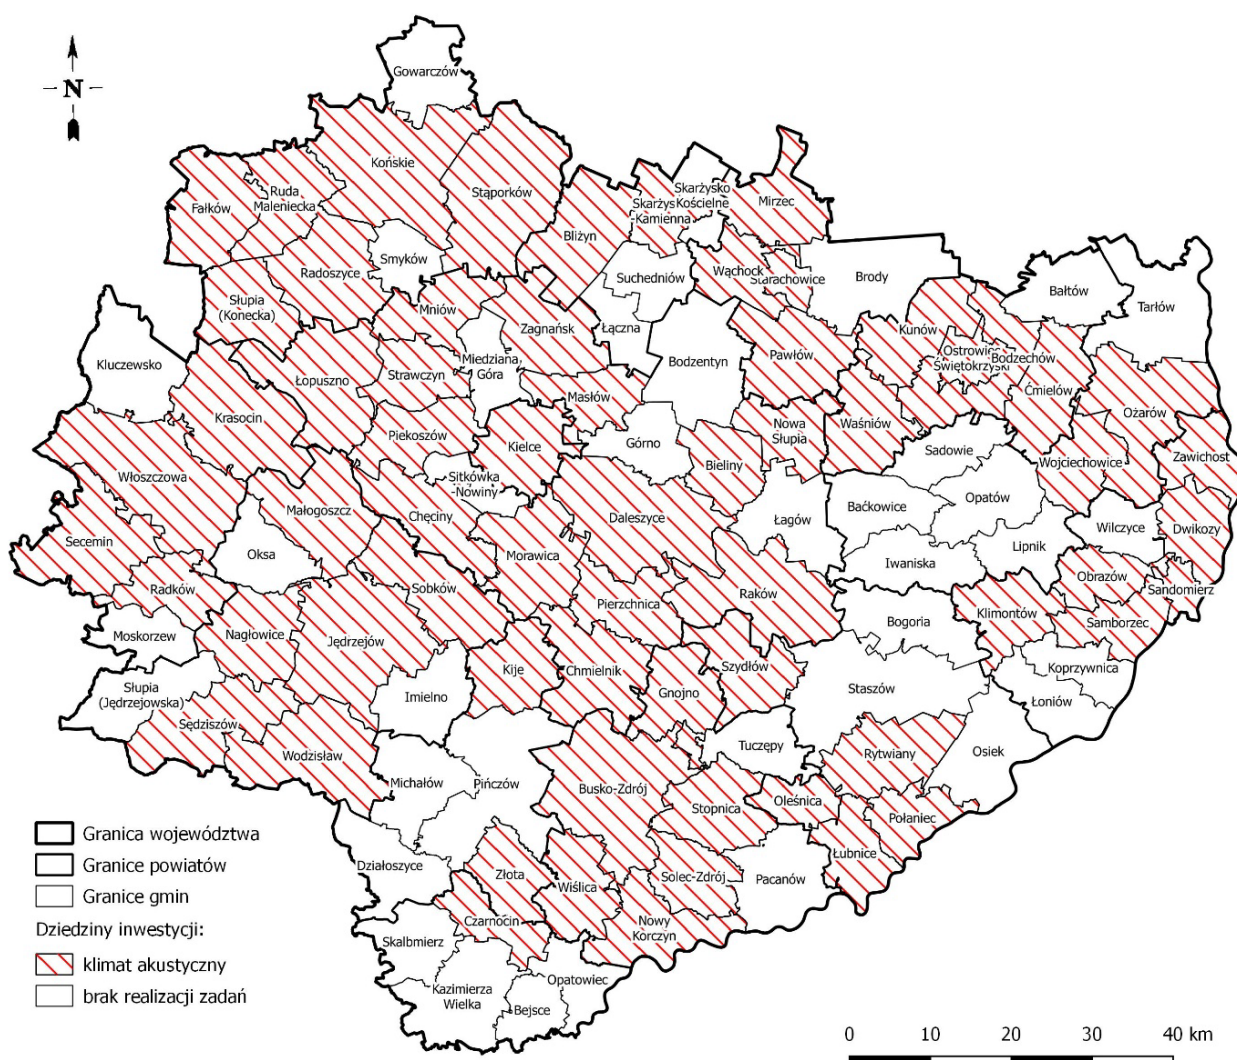 Gowarczów
N
Końskie
Stąporków
Ruda
Maleniecka
Fałków
Skarżysko
Kościelne
Skarżys
-Kamienna
Mirzec
Bliżyn
Smyków
Radoszyce
Suchedniów
Wąchock
Starachowice
Brody
Bałtów
Tarłów
Słupia
(Konecka)
Mniów
Zagnańsk
Łączna
Kunów
Kluczewsko
Miedziana
Góra
Bodzentyn
Pawłów
Ostrowiec
Świętokrzyski
Bodzechów
Łopuszno
Strawczyn
Ćmielów
Masłów
Ożarów
Krasocin
Piekoszów
Kielce
Górno
Nowa
Słupia
Waśniów
Sadowie
Zawichost
Wojciechowice
Bieliny
Włoszczowa
Sitkówka
-Nowiny
Małogoszcz
Chęciny
Daleszyce
Łagów
Baćkowice
Opatów
Wilczyce
Dwikozy
Secemin
Oksa
Morawica
Iwaniska
Lipnik
Radków
Sobków
Pierzchnica
Raków
Obrazów
Sandomierz
Moskorzew
Nagłowice
Jędrzejów
Bogoria
Klimontów
Samborzec
Słupia
(Jędrzejowska)
Imielno
Kije
Chmielnik
Gnojno
Szydłów
Staszów
Koprzywnica
Łoniów
Sędziszów
Wodzisław
Tuczępy
Rytwiany
Osiek
Michałów
Pińczów
Busko-Zdrój
Stopnica
Oleśnica
Połaniec
Działoszyce
Złota
Wiślica
Solec-Zdrój
Pacanów
Łubnice
Skalbmierz
Czarnocin
Nowy
Korczyn
Kazimierza
Wielka
Opatowiec
Bejsce
Granica województwa
Granice powiatów
Granice gmin
Dziedziny inwestycji:
klimat akustyczny
brak realizacji zadań
0 10 20 30 40 km